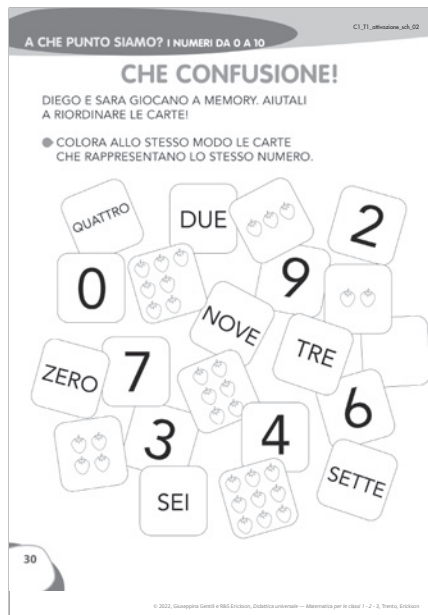 C1_T1_attivazione_sch_02
A CHE PUNTO SIAMO? I NUMERI DA 0 A 10
CHE CONFUSIONE!
DIEGO E SARA GIOCANO A MEMORY. AIUTALI
A RIORDINARE LE CARTE!
COLORA ALLO STESSO MODO LE CARTE
CHE RAPPRESENTANO LO STESSO NUMERO.
QUATTRO
DUE
2
0
9
NOVE
TRE
ZERO
7
6
3
4
SETTE
SEI
30
© 2022, Giuseppina Gentili e R&S Erickson, Didattica universale — Matematica per le classi 1 - 2 - 3, Trento, Erickson